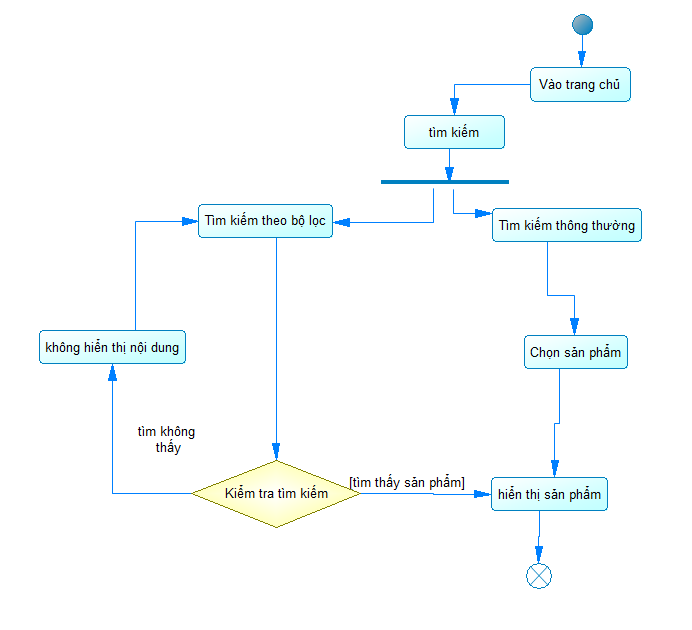 Vào trang chủ
tìm kiếm
Tìm kiếm theo bộ lọc
Tìm kiếm thông thường
không hiển thị nội dung
Chọn sản phẩm
tìm không
thấy
Kiểm tra tìm kiếm
[tìm thấy sản phẩm]
hiển thị sản phẩm